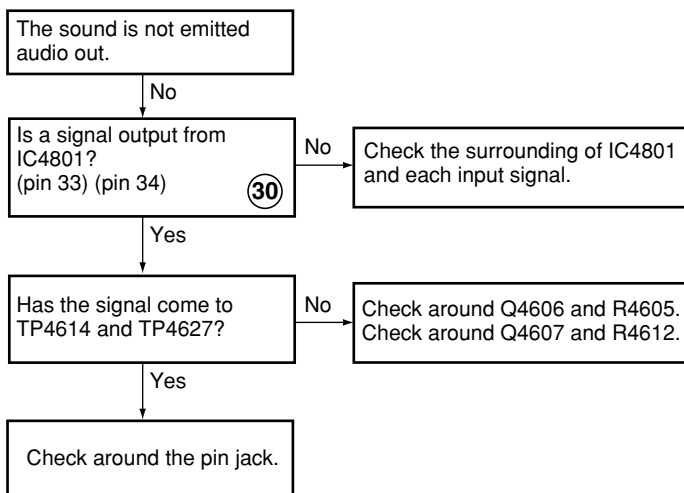 The sound is not emitted
audio out.
No
Is a signal output from
IC4801?
(pin 33) (pin 34)
30
No
Check the surrounding of IC4801
and each input signal.
Yes
Has the signal come to
TP4614 and TP4627?
No
Check around Q4606 and R4605.
Check around Q4607 and R4612.
Yes
Check around the pin jack.